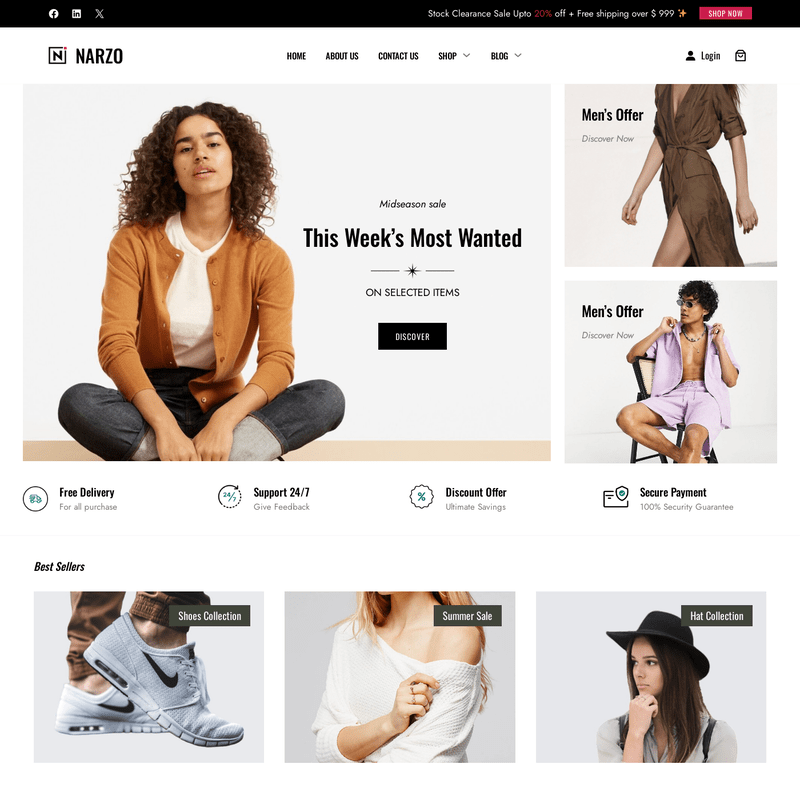 Stock Clearance Sale Upto 20% off + Free shipping over $ 999 ✨ SHOP NOW
N NARZO
HOME ABOUT US CONTACT US SHOP BLOG
Login
Midseason sale
This Week's Most Wanted
ON SELECTED ITEMS
DISCOVER
Men's Offer
Discover Now
Men's Offer
Discover Now
Free Delivery
For all purchase
24/7
Support 24/7
Give Feedback
%
Discount Offer
Ultimate Savings
Secure Payment
100% Security Guarantee
Best Sellers
Shoes Collection
Summer Sale
Hat Collection